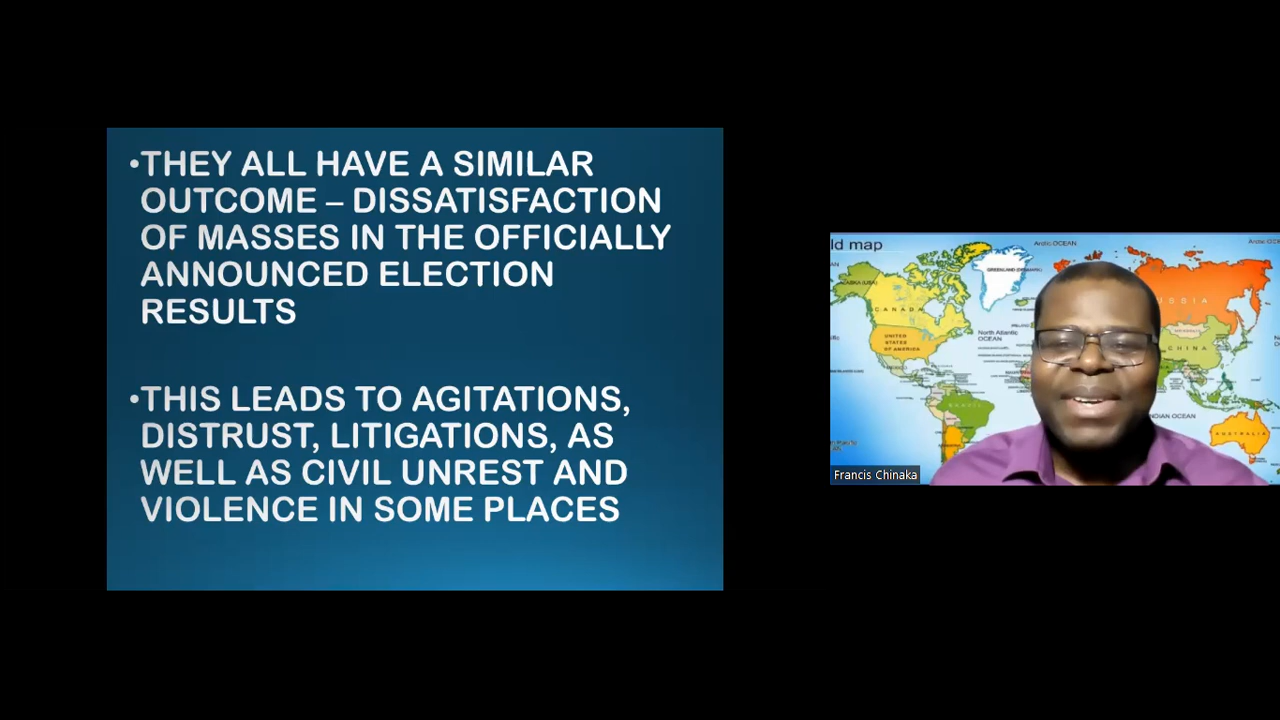 •THEY ALL HAVE A SIMILAR
OUTCOME – DISSATISFACTION
OF MASSES IN THE OFFICIALLY
ANNOUNCED ELECTION
RESULTS
•THIS LEADS TO AGITATIONS,
DISTRUST, LITIGATIONS, AS
WELL AS CIVIL UNREST AND
VIOLENCE IN SOME PLACES
ld map
Arctic OCEAN
CANADA
UNITED
STATES
OF AMERICA
North Atlantic
OCEAN
RUSSIA
CHINA
BRAZIL
INDIAN OCEAN
AUSTRALIA
Francis Chinaka